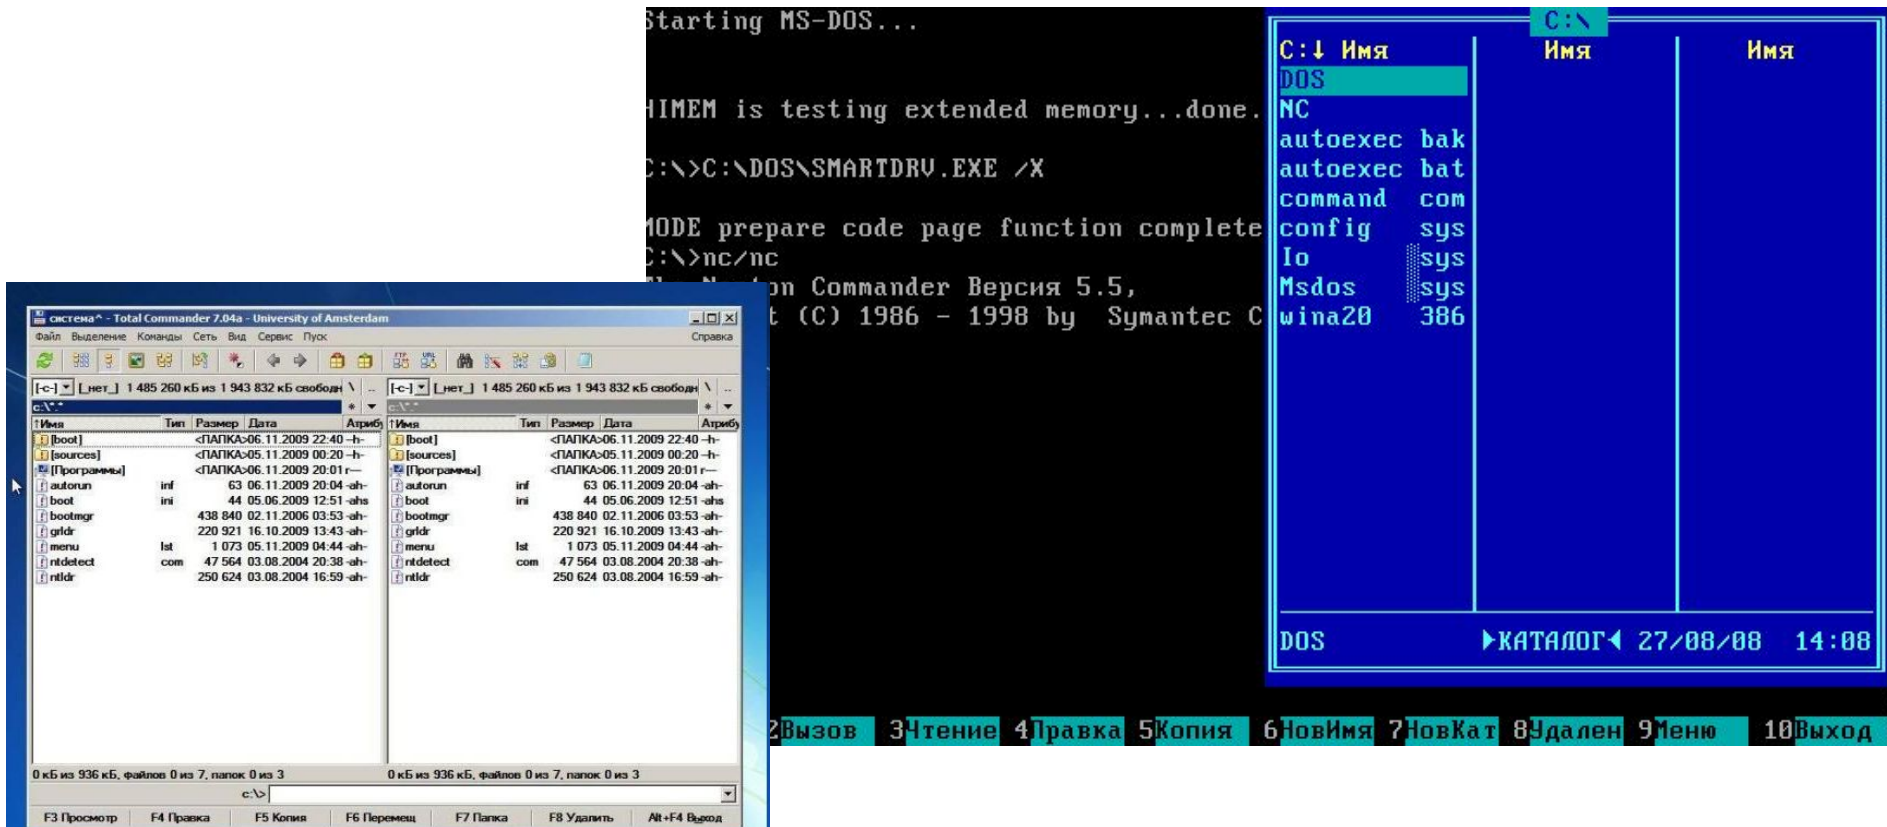 Starting MS-DOS...
HIMEM is testing extended memory...done.
C:\>C:\DOS\SMARTDRV.EXE /X
MODE prepare code page function complete
C:\>nc/nc
Commander Версия 5.5,
(C) 1986 - 1998 by Symantec C
C:\
C:↓ Имя Имя Имя
DOS
NC
autoexec bak
autoexec bat
command com
config sys
Io sys
Msdos sys
wina20 386
DOS ►КАТАЛОГ◄ 27/08/08 14:08
2Вызов 3Чтение 4Правка 5Копия 6НовИмя 7НовКат 8Удален 9Меню 10Выход
система^ - Total Commander 7.04a - University of Amsterdam
Файл Выделение Команды Сеть Вид Сервис Пуск Справка
[-c-] [_нет_] 1 485 260 кБ из 1 943 832 кБ свободн \ .. [-c-] [_нет_] 1 485 260 кБ из 1 943 832 кБ свободн \ ..
c:\*.* * ▼ c:\*.* * ▼
↑Имя Тип Размер Дата Атрибу ↑Имя Тип Размер Дата Атрибу
[boot] <ПАПКА>06.11.2009 22:40 –h– [boot] <ПАПКА>06.11.2009 22:40 –h–
[sources] <ПАПКА>05.11.2009 00:20 –h– [sources] <ПАПКА>05.11.2009 00:20 –h–
[Программы] <ПАПКА>06.11.2009 20:01 r–– [Программы] <ПАПКА>06.11.2009 20:01 r––
autorun inf 63 06.11.2009 20:04 -ah- autorun inf 63 06.11.2009 20:04 -ah-
boot ini 44 05.06.2009 12:51 -ahs boot ini 44 05.06.2009 12:51 -ahs
bootmgr 438 840 02.11.2006 03:53 -ah- bootmgr 438 840 02.11.2006 03:53 -ah-
grldr 220 921 16.10.2009 13:43 -ah- grldr 220 921 16.10.2009 13:43 -ah-
menu lst 1 073 05.11.2009 04:44 -ah- menu lst 1 073 05.11.2009 04:44 -ah-
ntdetect com 47 564 03.08.2004 20:38 -ah- ntdetect com 47 564 03.08.2004 20:38 -ah-
ntldr 250 624 03.08.2004 16:59 -ah- ntldr 250 624 03.08.2004 16:59 -ah-
0 кБ из 936 кБ, файлов 0 из 7, папок 0 из 3 0 кБ из 936 кБ, файлов 0 из 7, папок 0 из 3
c:\>
F3 Просмотр F4 Правка F5 Копия F6 Перемещ F7 Папка F8 Удалить Alt+F4 Выход